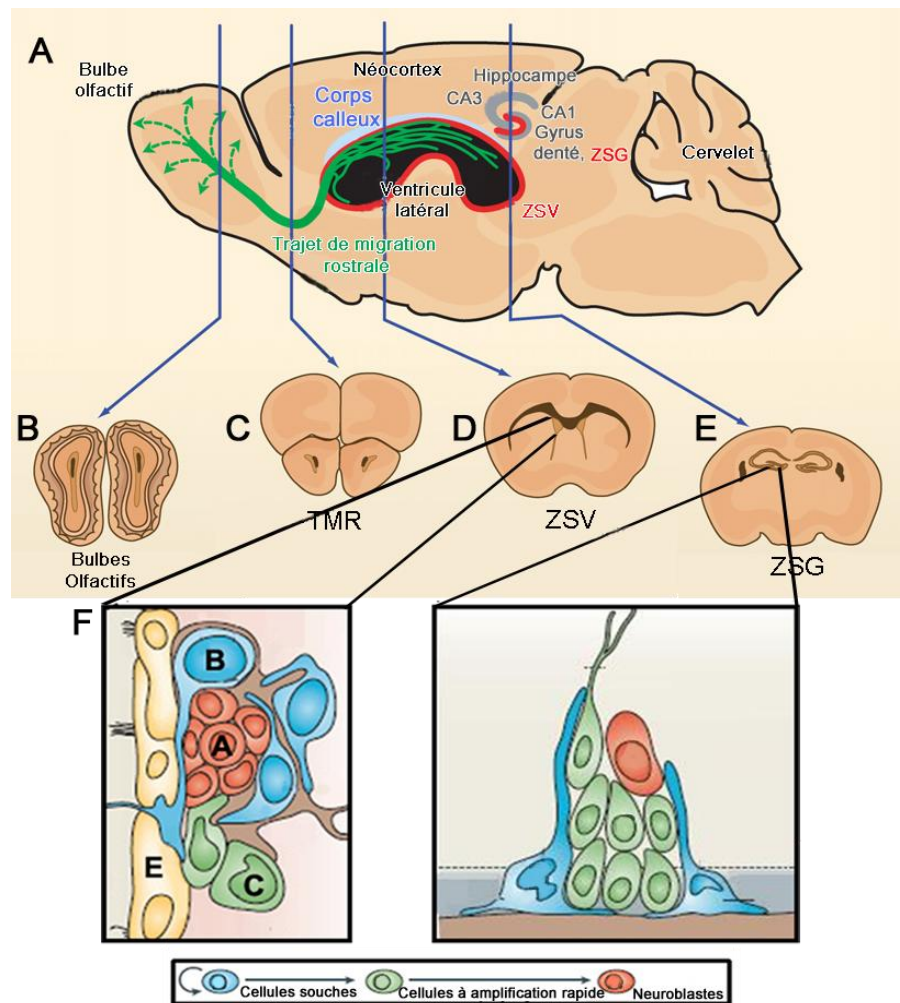 A
Bulbe
olfactif
Néocortex
Corps
calleux
Hippocampe
CA3
CA1
Gyrus
denté, ZSG
Cervelet
Ventricule
latéral
ZSV
Trajet de migration
rostrale
B
C
D
E
Bulbes
Olfactifs
TMR
ZSV
ZSG
F
B
A
E
C
Cellules souches
Cellules à amplification rapide
Neuroblastes